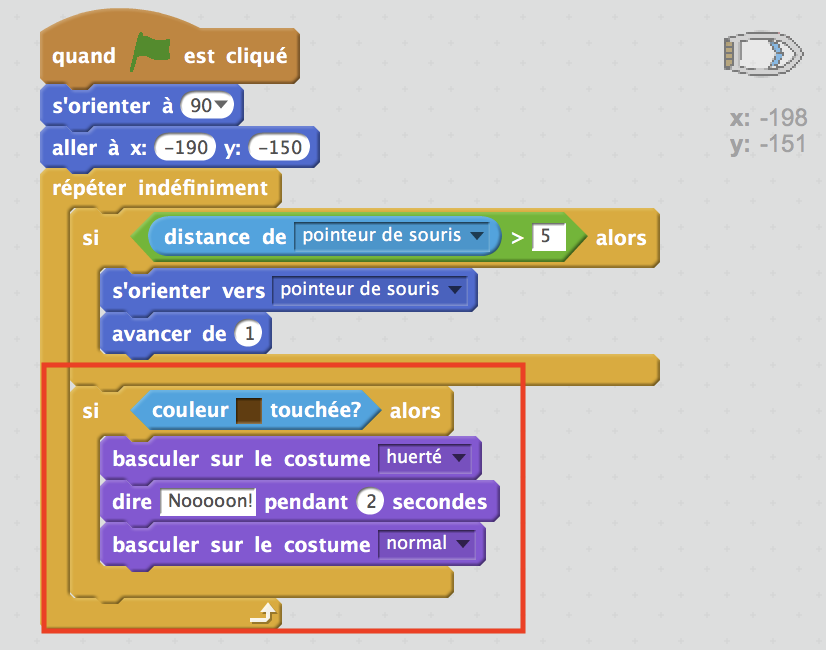 quand est cliqué
s'orienter à 90
aller à x: -190 y: -150
répéter indéfiniment
si distance de pointeur de souris > 5 alors
s'orienter vers pointeur de souris
avancer de 1
si couleur touchée? alors
basculer sur le costume huerté
dire Nooooon! pendant 2 secondes
basculer sur le costume normal
x: -198
y: -151